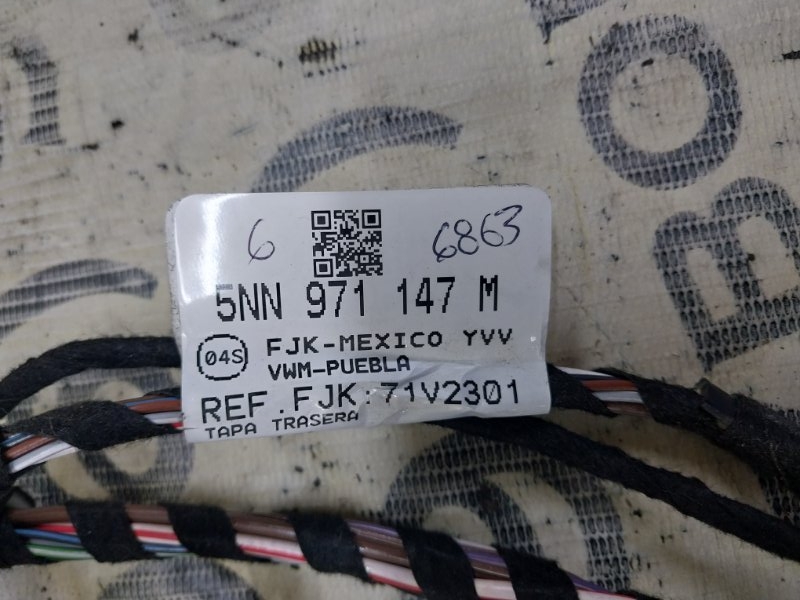 6 6863
5NN 971 147 M
04S FJK-MEXICO YVV
VWM-PUEBLA
REF.FJK:71V2301
TAPA TRASERA